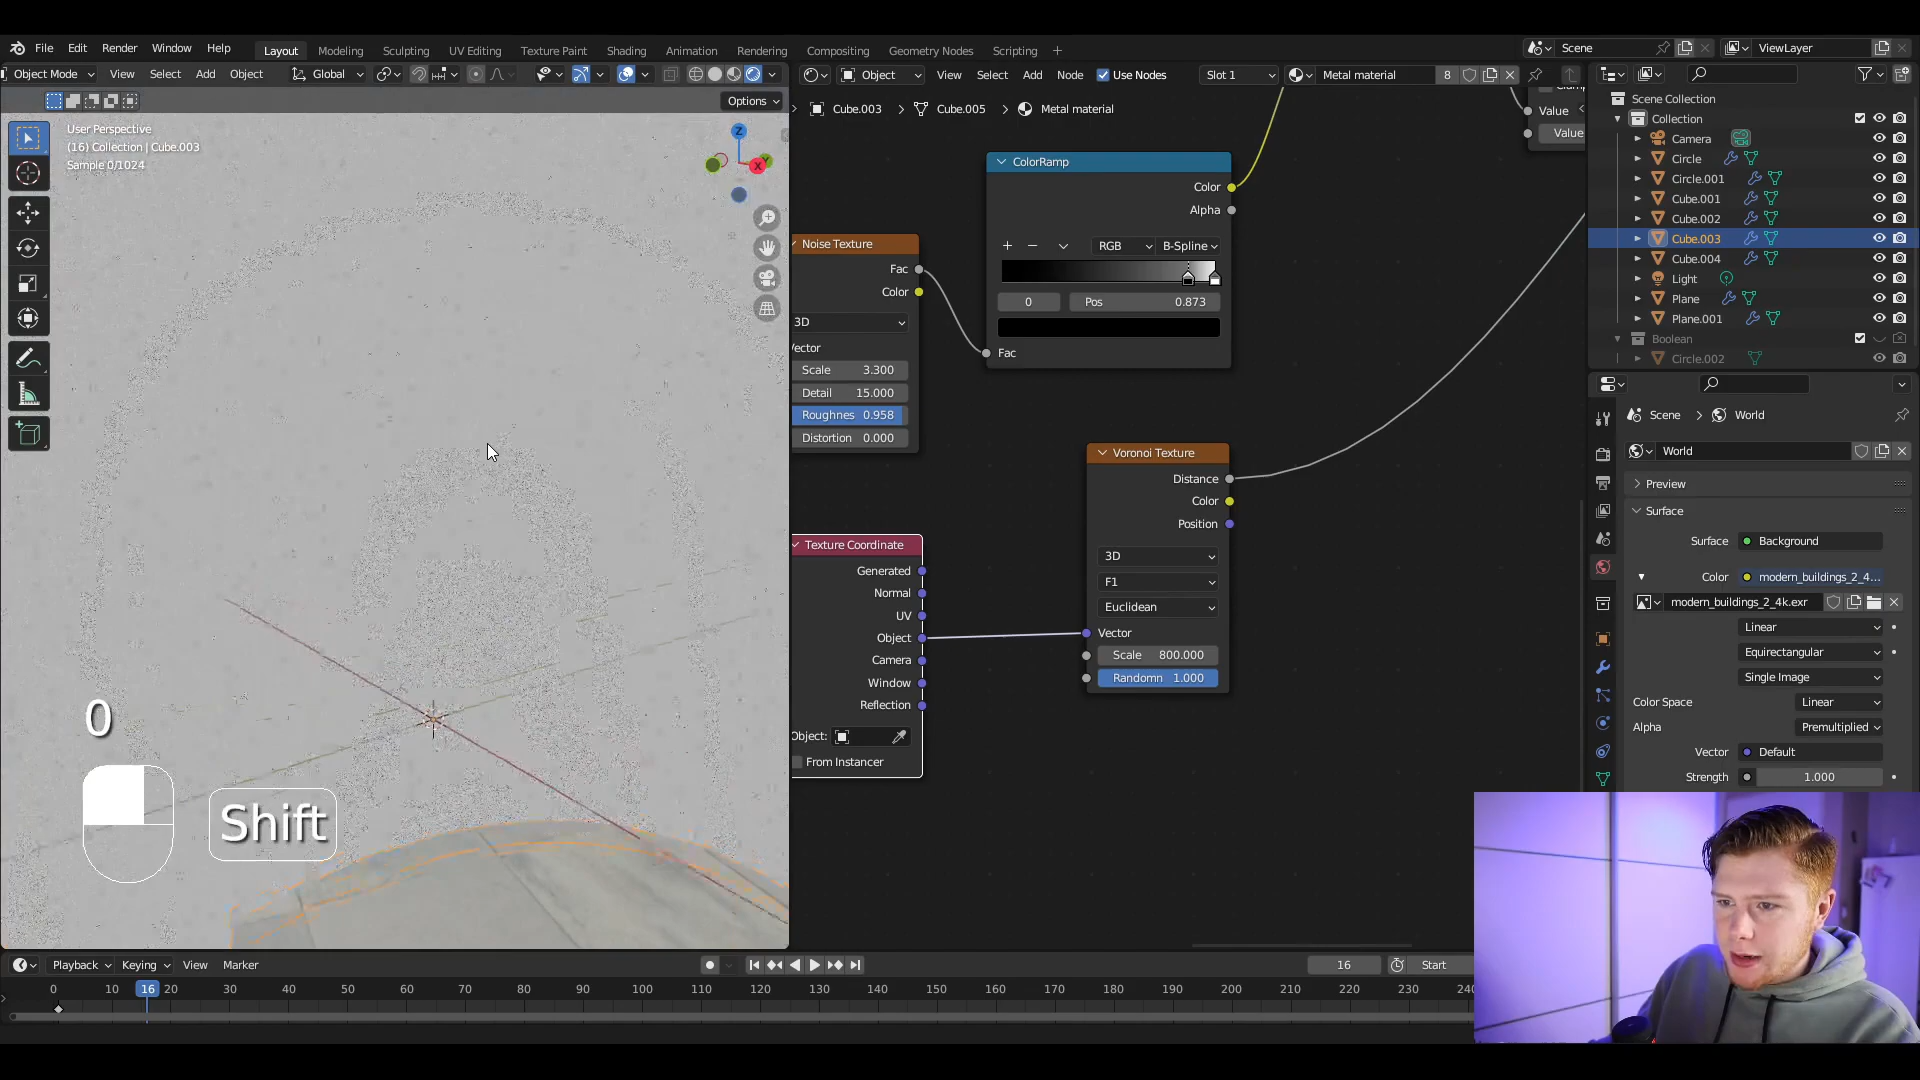 File Edit Render Window Help
Layout Modeling Sculpting UV Editing Texture Paint Shading Animation Rendering Compositing Geometry Nodes Scripting +
Scene
ViewLayer
Object Mode View Select Add Object Global
Object View Select Add Node Use Nodes Slot 1 Metal material 8
Options
Cube.003 > Cube.005 > Metal material
User Perspective
(16) Collection | Cube.003
Sample 0/1024
Z
X
ColorRamp
Color
Alpha
+ − RGB B-Spline
0 Pos 0.873
Fac
Value
Value
Noise Texture
Fac
Color
3D
Vector
Scale 3.300
Detail 15.000
Roughnes 0.958
Distortion 0.000
Voronoi Texture
Distance
Color
Position
3D
F1
Euclidean
Vector
Scale 800.000
Randomn 1.000
Texture Coordinate
Generated
Normal
UV
Object
Camera
Window
Reflection
Object:
From Instancer
Scene Collection
Collection
Camera
Circle
Circle.001
Cube.001
Cube.002
Cube.003
Cube.004
Light
Plane
Plane.001
Boolean
Circle.002
Scene > World
World
Preview
Surface
Surface Background
Color modern_buildings_2_4...
modern_buildings_2_4k.exr
Linear
Equirectangular
Single Image
Color Space Linear
Alpha Premultiplied
Vector Default
Strength 1.000
0
Shift
Playback Keying View Marker
16 Start
0 10 16 20 30 40 50 60 70 80 90 100 110 120 130 140 150 160 170 180 190 200 210 220 230